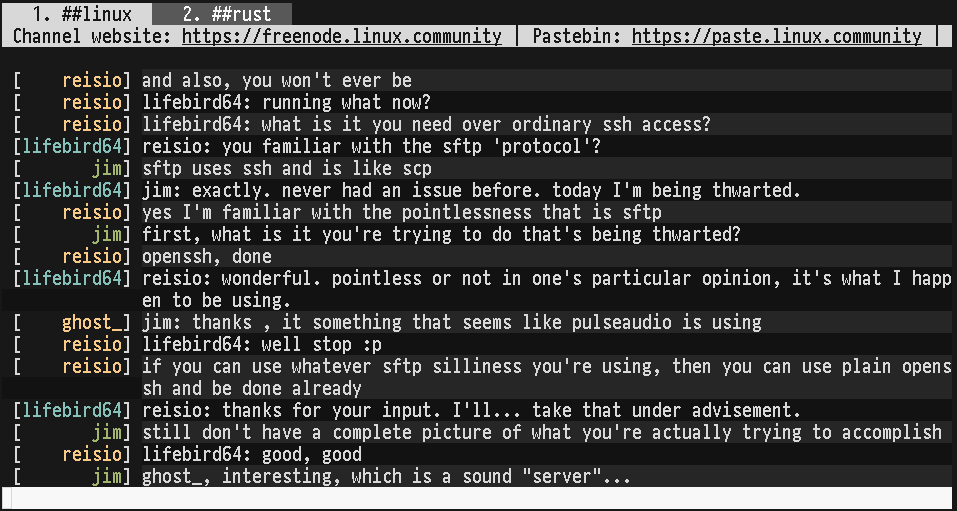 1. ##linux 2. ##rust
Channel website: https://freenode.linux.community | Pastebin: https://paste.linux.community |
[ reisio] and also, you won't ever be
[ reisio] lifebird64: running what now?
[ reisio] lifebird64: what is it you need over ordinary ssh access?
[lifebird64] reisio: you familiar with the sftp 'protocol'?
[ jim] sftp uses ssh and is like scp
[lifebird64] jim: exactly. never had an issue before. today I'm being thwarted.
[ reisio] yes I'm familiar with the pointlessness that is sftp
[ jim] first, what is it you're trying to do that's being thwarted?
[ reisio] openssh, done
[lifebird64] reisio: wonderful. pointless or not in one's particular opinion, it's what I happ
en to be using.
[ ghost_] jim: thanks , it something that seems like pulseaudio is using
[ reisio] lifebird64: well stop :p
[ reisio] if you can use whatever sftp silliness you're using, then you can use plain opens
sh and be done already
[lifebird64] reisio: thanks for your input. I'll... take that under advisement.
[ jim] still don't have a complete picture of what you're actually trying to accomplish
[ reisio] lifebird64: good, good
[ jim] ghost_, interesting, which is a sound "server"...